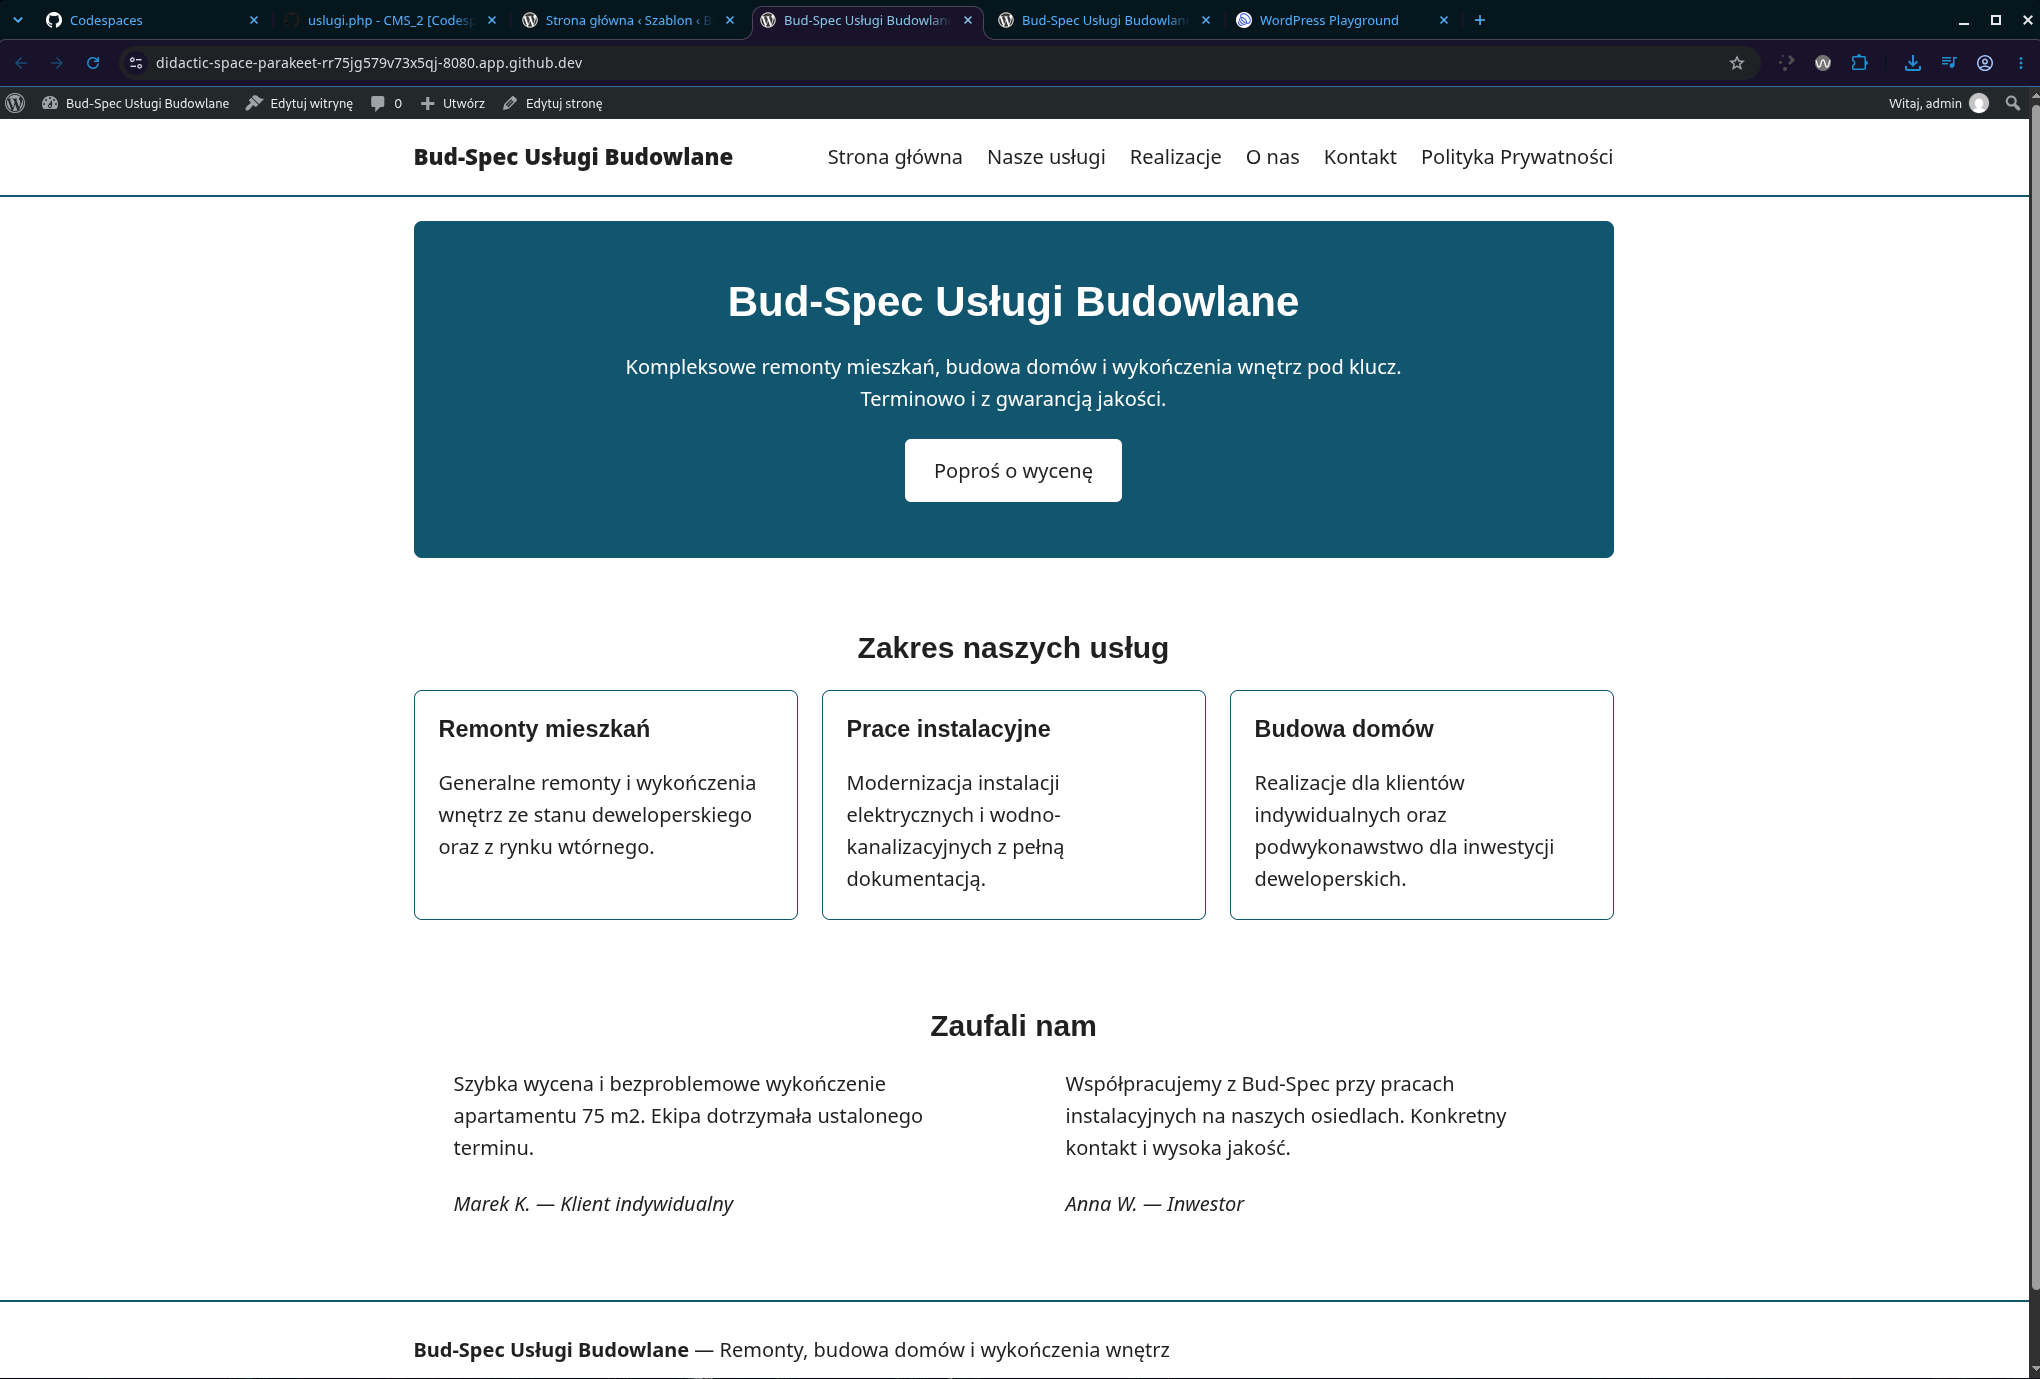 Codespaces
uslugi.php - CMS_2 [Codesp
Strona główna ‹ Szablon ‹ B
Bud-Spec Usługi Budowlan
Bud-Spec Usługi Budowlan
WordPress Playground
didactic-space-parakeet-rr75jg579v73x5qj-8080.app.github.dev
Bud-Spec Usługi Budowlane
Edytuj witrynę
0
Utwórz
Edytuj stronę
Witaj, admin
Bud-Spec Usługi Budowlane
Strona główna
Nasze usługi
Realizacje
O nas
Kontakt
Polityka Prywatności
Bud-Spec Usługi Budowlane
Kompleksowe remonty mieszkań, budowa domów i wykończenia wnętrz pod klucz.
Terminowo i z gwarancją jakości.
Poproś o wycenę
Zakres naszych usług
Remonty mieszkań
Generalne remonty i wykończenia
wnętrz ze stanu deweloperskiego
oraz z rynku wtórnego.
Prace instalacyjne
Modernizacja instalacji
elektrycznych i wodno-
kanalizacyjnych z pełną
dokumentacją.
Budowa domów
Realizacje dla klientów
indywidualnych oraz
podwykonawstwo dla inwestycji
deweloperskich.
Zaufali nam
Szybka wycena i bezproblemowe wykończenie
apartamentu 75 m2. Ekipa dotrzymała ustalonego
terminu.
Marek K. — Klient indywidualny
Współpracujemy z Bud-Spec przy pracach
instalacyjnych na naszych osiedlach. Konkretny
kontakt i wysoka jakość.
Anna W. — Inwestor
Bud-Spec Usługi Budowlane — Remonty, budowa domów i wykończenia wnętrz